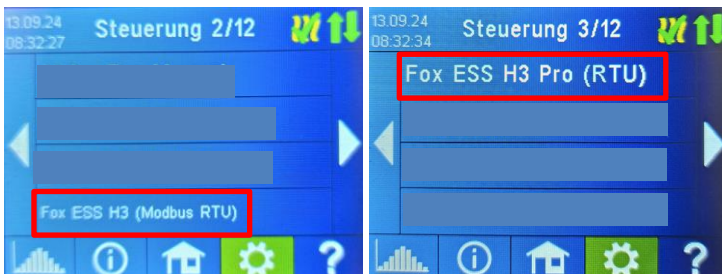 13.09.24
08:32:27
Steuerung 2/12
Fox ESS H3 (Modbus RTU)
?
13.09.24
08:32:34
Steuerung 3/12
Fox ESS H3 Pro (RTU)
?